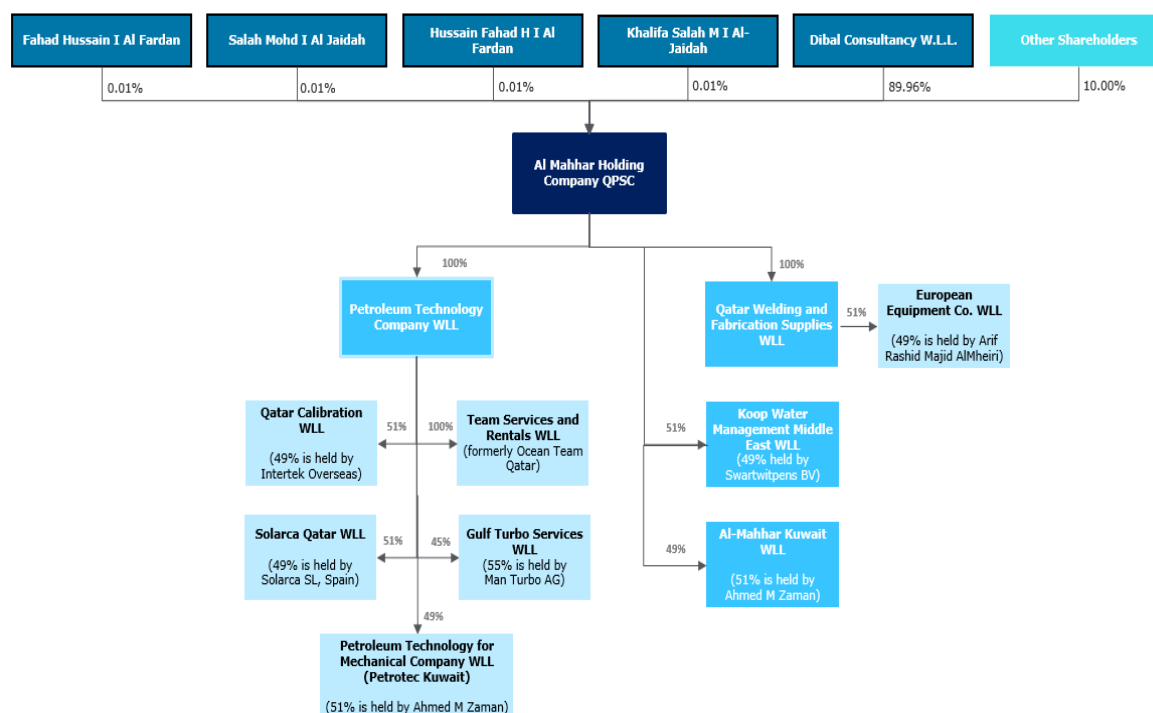 Fahad Hussain I Al Fardan
Salah Mohd I Al Jaidah
Hussain Fahad H I Al
Fardan
Khalifa Salah M I Al-
Jaidah
Dibal Consultancy W.L.L.
Other Shareholders
0.01%
0.01%
0.01%
0.01%
89.96%
10.00%
Al Mahhar Holding
Company QPSC
100%
100%
Petroleum Technology
Company WLL
Qatar Welding and
Fabrication Supplies
WLL
51%
European
Equipment Co. WLL
(49% is held by Arif
Rashid Majid AlMheiri)
Qatar Calibration
WLL
(49% is held by
Intertek Overseas)
51%
100%
Team Services and
Rentals WLL
(formerly Ocean Team
Qatar)
51%
Koop Water
Management Middle
East WLL
(49% held by
Swartwitpens BV)
Solarca Qatar WLL
(49% is held by
Solarca SL, Spain)
51%
45%
Gulf Turbo Services
WLL
(55% is held by
Man Turbo AG)
49%
Al-Mahhar Kuwait
WLL
(51% is held by
Ahmed M Zaman)
49%
Petroleum Technology for
Mechanical Company WLL
(Petrotec Kuwait)
(51% is held by Ahmed M Zaman)